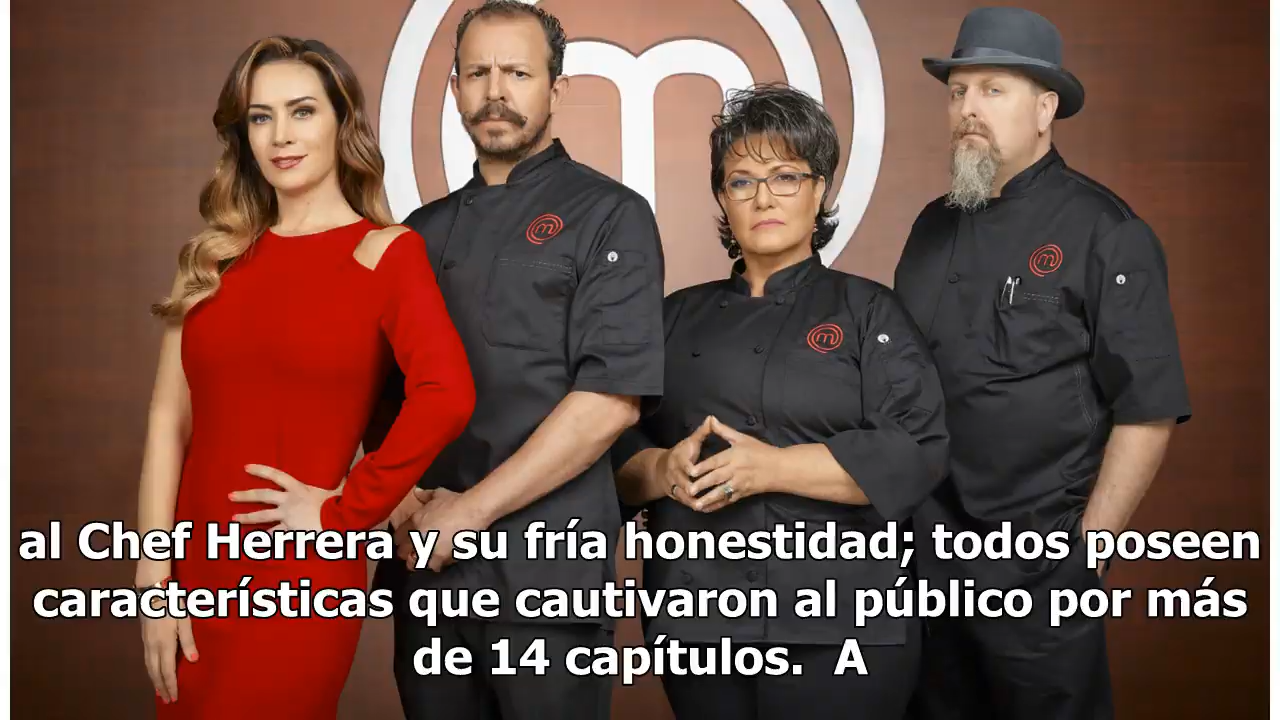 m
m
m
m
al Chef Herrera y su fría honestidad; todos poseen
características que cautivaron al público por más
de 14 capítulos.  A